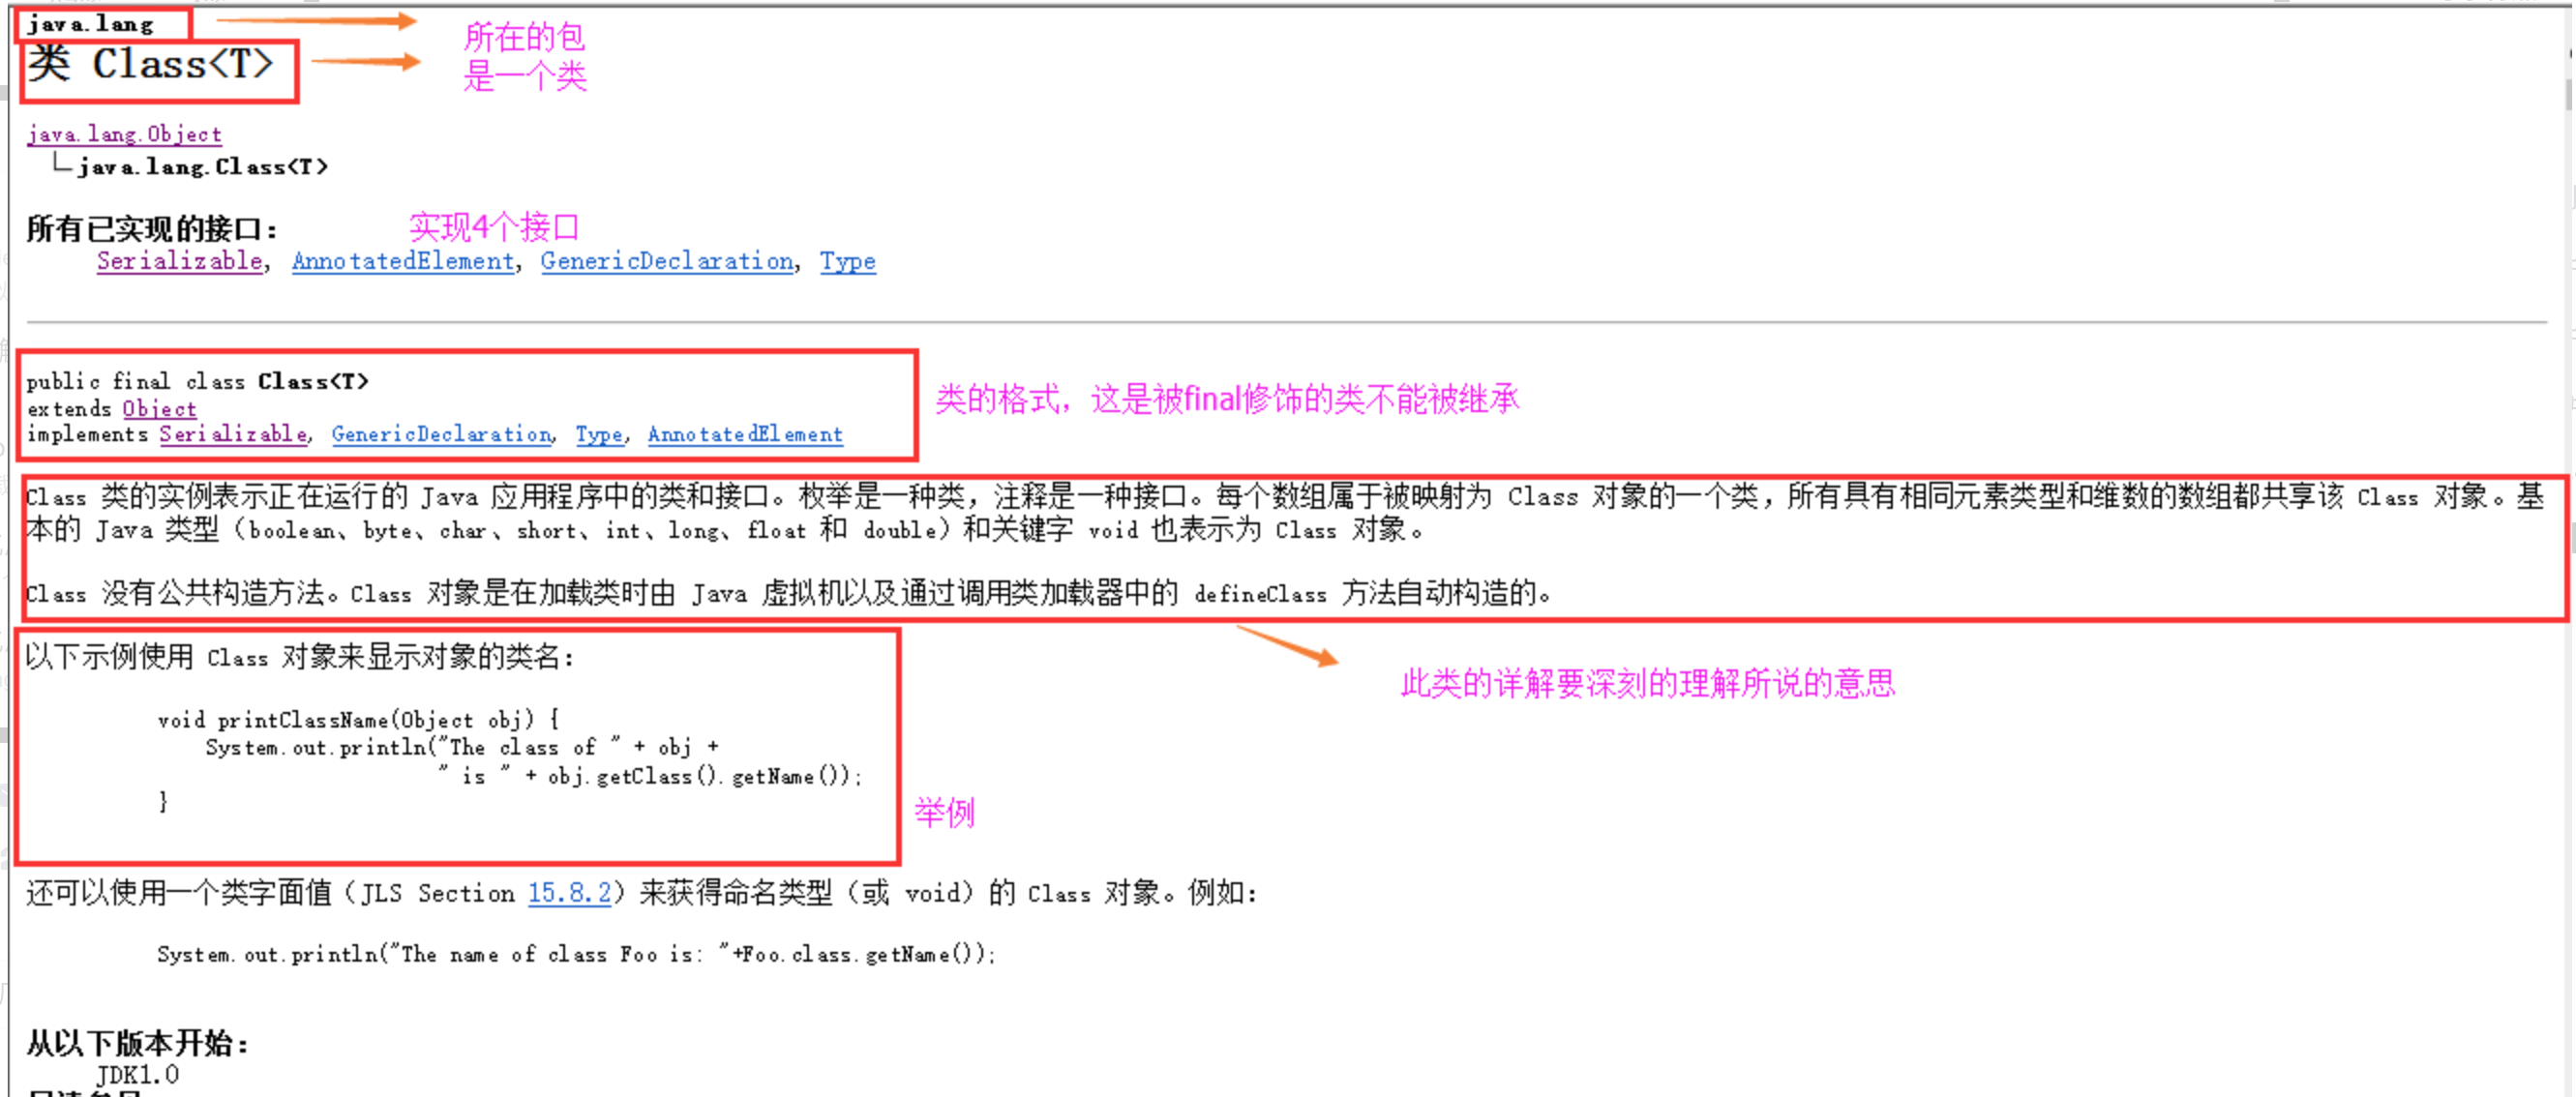 java.lang
所在的包
类 Class<T>
是一个类
java.lang.Object
java.lang.Class<T>
所有已实现的接口：
实现4个接口
Serializable, AnnotatedElement, GenericDeclaration, Type
public final class Class<T>
extends Object
implements Serializable, GenericDeclaration, Type, AnnotatedElement
类的格式，这是被final修饰的类不能被继承
Class 类的实例表示正在运行的 Java 应用程序中的类和接口。枚举是一种类，注释是一种接口。每个数组属于被映射为 Class 对象的一个类，所有具有相同元素类型和维数的数组都共享该 Class 对象。基
本的 Java 类型（boolean、byte、char、short、int、long、float 和 double）和关键字 void 也表示为 Class 对象。
Class 没有公共构造方法。Class 对象是在加载类时由 Java 虚拟机以及通过调用类加载器中的 defineClass 方法自动构造的。
以下示例使用 Class 对象来显示对象的类名：
此类的详解要深刻的理解所说的意思
void printClassName(Object obj) {
System.out.println("The class of " + obj +
" is " + obj.getClass().getName());
}
举例
还可以使用一个类字面值（JLS Section 15.8.2）来获得命名类型（或 void）的 Class 对象。例如：
System.out.println("The name of class Foo is: "+Foo.class.getName());
从以下版本开始：
JDK1.0